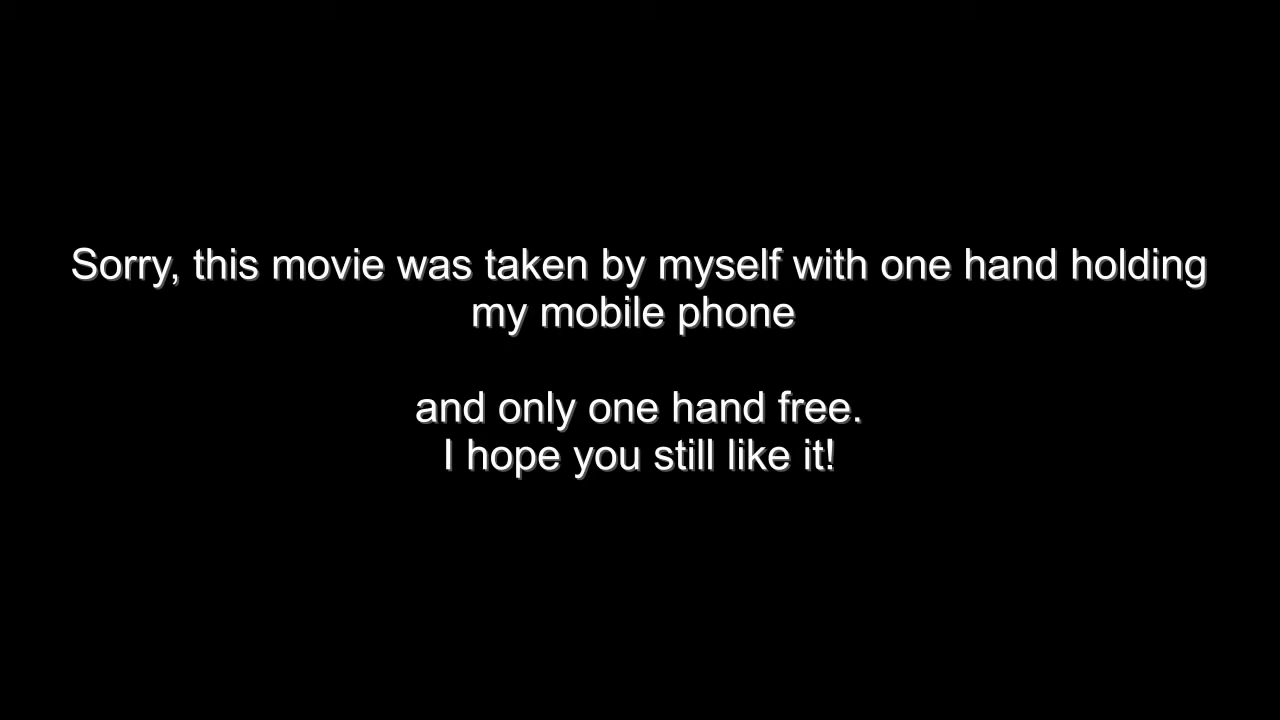 Sorry, this movie was taken by myself with one hand holding
my mobile phone
and only one hand free.
I hope you still like it!